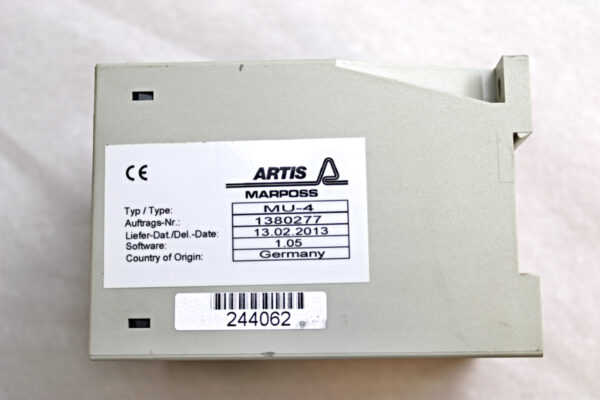 CE
ARTIS
MARPOSS
Typ / Type: MU-4
Auftrags-Nr.: 1380277
Liefer-Dat./Del.-Date: 13.02.2013
Software: 1.05
Country of Origin: Germany
244062